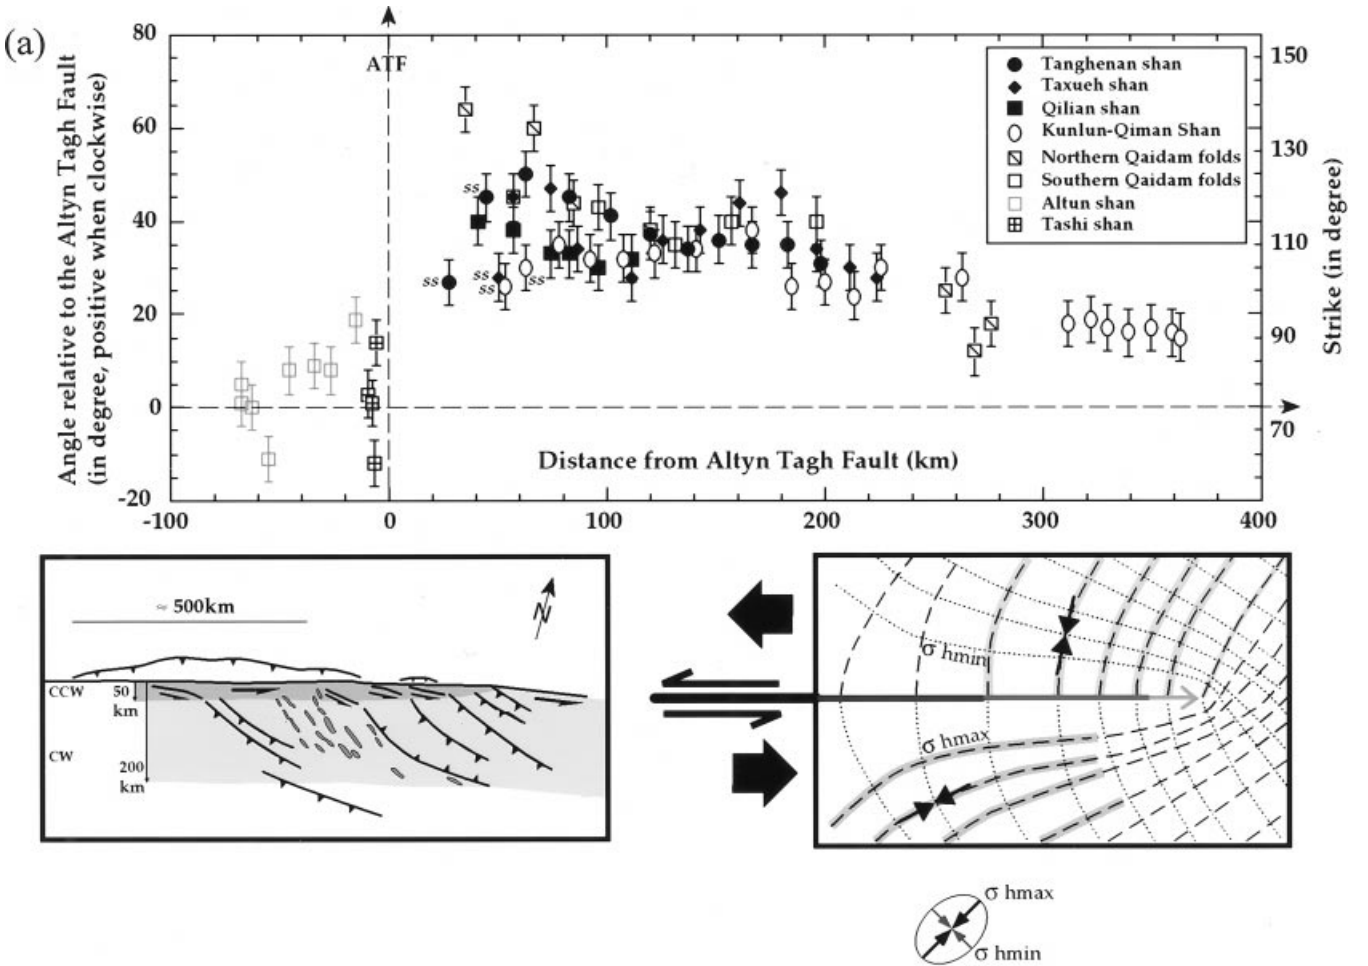 (a)
Angle relative to the Altyn Tagh Fault
(in degree, positive when clockwise)
80
60
40
20
0
-20
ATF
Tanghenan shan
Taxueh shan
Qilian shan
Kunlun-Qiman Shan
Northern Qaidam folds
Southern Qaidam folds
Altun shan
Tashi shan
150
130
110
90
70
Strike (in degree)
ss
ss
ss
ss
ss
Distance from Altyn Tagh Fault (km)
-100
0
100
200
300
400
≈ 500km
N
CCW
50
km
CW
200
km
σ hmin
σ hmax
σ hmax
σ hmin